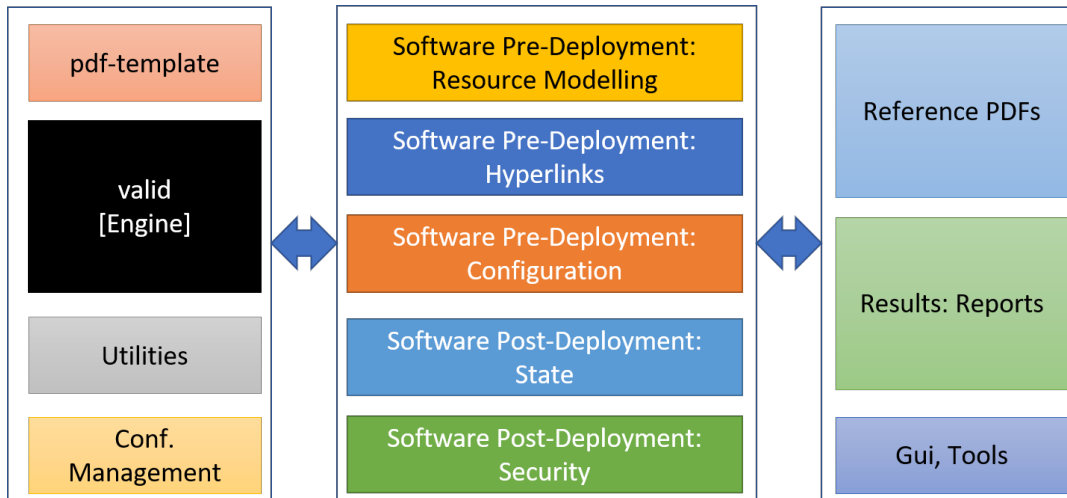 pdf-template
valid
[Engine]
Utilities
Conf.
Management
Software Pre-Deployment:
Resource Modelling
Software Pre-Deployment:
Hyperlinks
Software Pre-Deployment:
Configuration
Software Post-Deployment:
State
Software Post-Deployment:
Security
Reference PDFs
Results: Reports
Gui, Tools